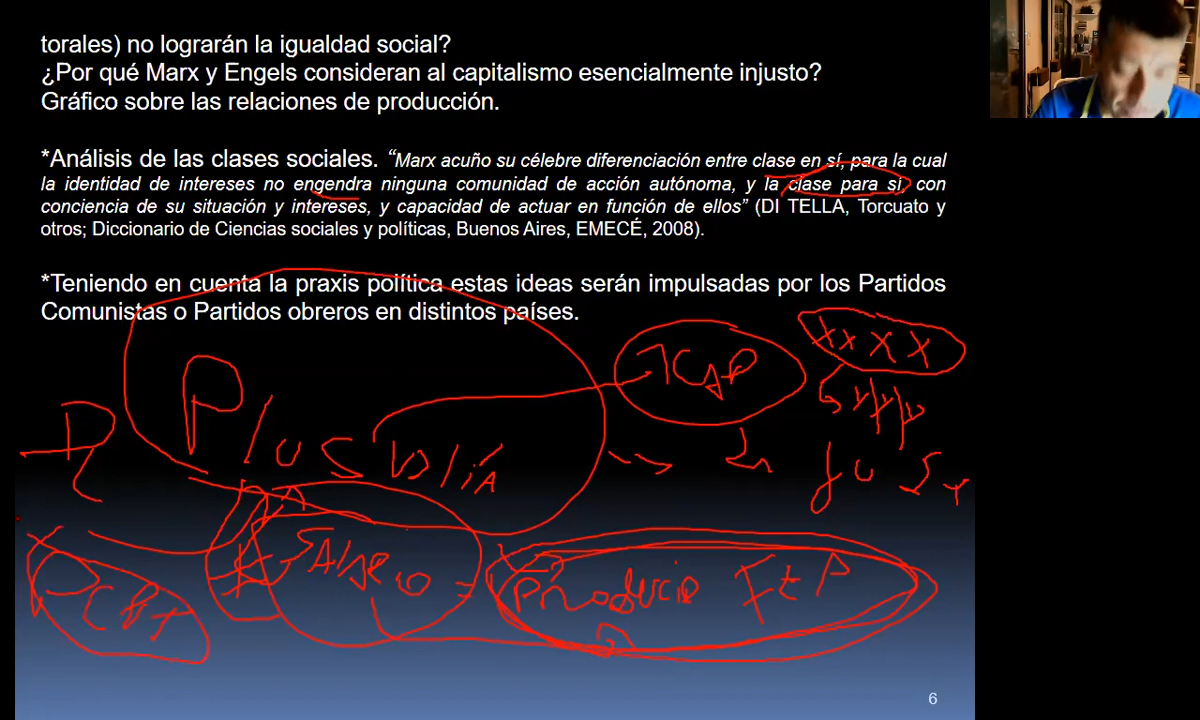 torales) no lograrán la igualdad social?
¿Por qué Marx y Engels consideran al capitalismo esencialmente injusto?
Gráfico sobre las relaciones de producción.
*Análisis de las clases sociales. “Marx acuño su célebre diferenciación entre clase en sí, para la cual
la identidad de intereses no engendra ninguna comunidad de acción autónoma, y la clase para sí, con
conciencia de su situación y intereses, y capacidad de actuar en función de ellos” (DI TELLA, Torcuato y
otros; Diccionario de Ciencias sociales y políticas, Buenos Aires, EMECÉ, 2008).
*Teniendo en cuenta la praxis política estas ideas serán impulsadas por los Partidos
Comunistas o Partidos obreros en distintos países.
xx X X
Plusvalía
6